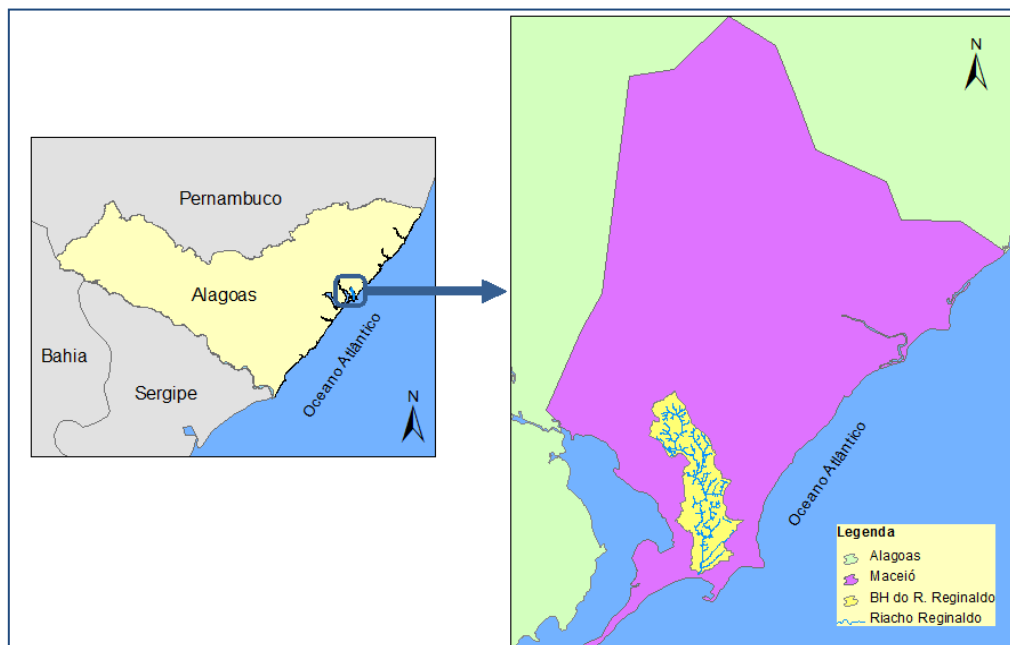 Pernambuco
Alagoas
Bahia
Sergipe
Oceano Atlântico
N
N
Oceano Atlântico
Legenda
Alagoas
Maceió
BH do R. Reginaldo
Riacho Reginaldo